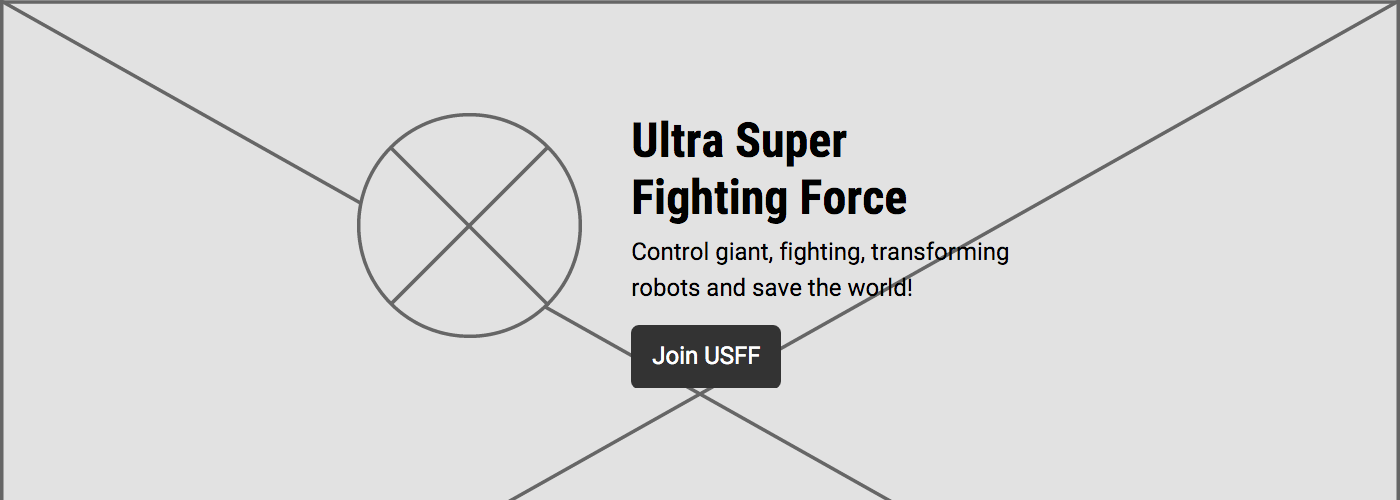 Ultra Super
Fighting Force
Control giant, fighting, transforming
robots and save the world!
Join USFF